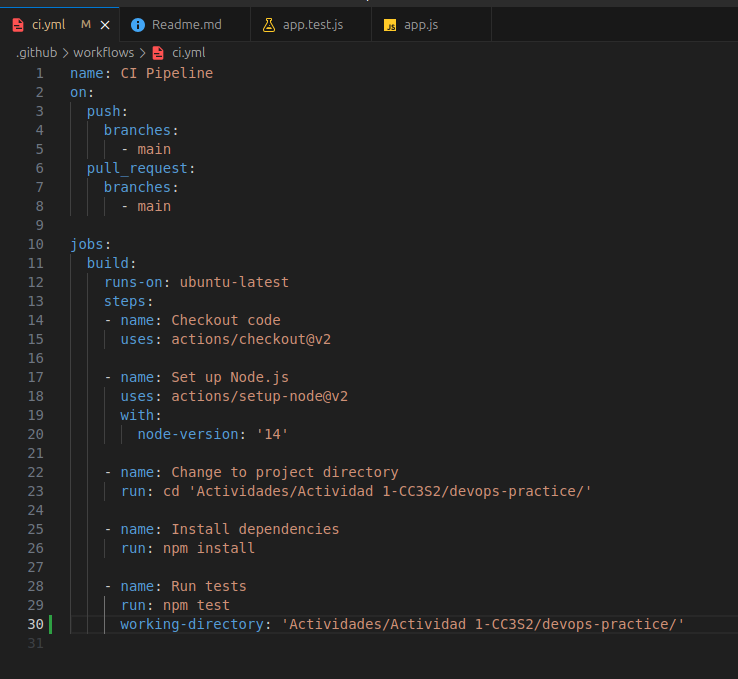 ci.yml M
Readme.md
app.test.js
JS app.js
.github > workflows > ci.yml
1 name: CI Pipeline
2 on:
3 push:
4 branches:
5 - main
6 pull_request:
7 branches:
8 - main
9
10 jobs:
11 build:
12 runs-on: ubuntu-latest
13 steps:
14 - name: Checkout code
15 uses: actions/checkout@v2
16
17 - name: Set up Node.js
18 uses: actions/setup-node@v2
19 with:
20 node-version: '14'
21
22 - name: Change to project directory
23 run: cd 'Actividades/Actividad 1-CC3S2/devops-practice/'
24
25 - name: Install dependencies
26 run: npm install
27
28 - name: Run tests
29 run: npm test
30 working-directory: 'Actividades/Actividad 1-CC3S2/devops-practice/'
31